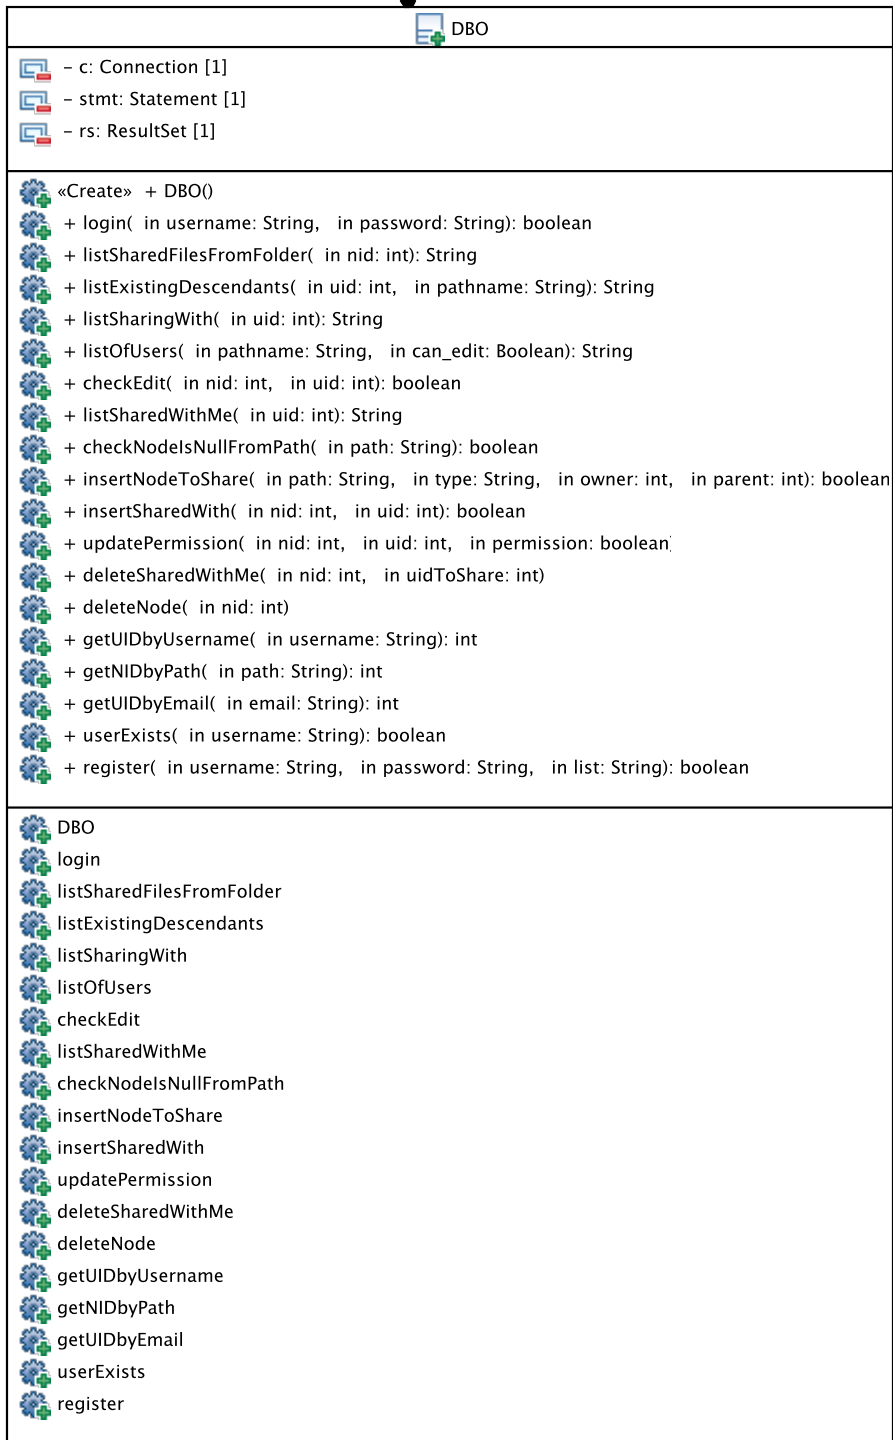 DBO
– c: Connection [1]
– stmt: Statement [1]
– rs: ResultSet [1]
«Create» + DBO()
+ login( in username: String, in password: String): boolean
+ listSharedFilesFromFolder( in nid: int): String
+ listExistingDescendants( in uid: int, in pathname: String): String
+ listSharingWith( in uid: int): String
+ listOfUsers( in pathname: String, in can_edit: Boolean): String
+ checkEdit( in nid: int, in uid: int): boolean
+ listSharedWithMe( in uid: int): String
+ checkNodeIsNullFromPath( in path: String): boolean
+ insertNodeToShare( in path: String, in type: String, in owner: int, in parent: int): boolean
+ insertSharedWith( in nid: int, in uid: int): boolean
+ updatePermission( in nid: int, in uid: int, in permission: boolean)
+ deleteSharedWithMe( in nid: int, in uidToShare: int)
+ deleteNode( in nid: int)
+ getUIDbyUsername( in username: String): int
+ getNIDbyPath( in path: String): int
+ getUIDbyEmail( in email: String): int
+ userExists( in username: String): boolean
+ register( in username: String, in password: String, in list: String): boolean
DBO
login
listSharedFilesFromFolder
listExistingDescendants
listSharingWith
listOfUsers
checkEdit
listSharedWithMe
checkNodeIsNullFromPath
insertNodeToShare
insertSharedWith
updatePermission
deleteSharedWithMe
deleteNode
getUIDbyUsername
getNIDbyPath
getUIDbyEmail
userExists
register